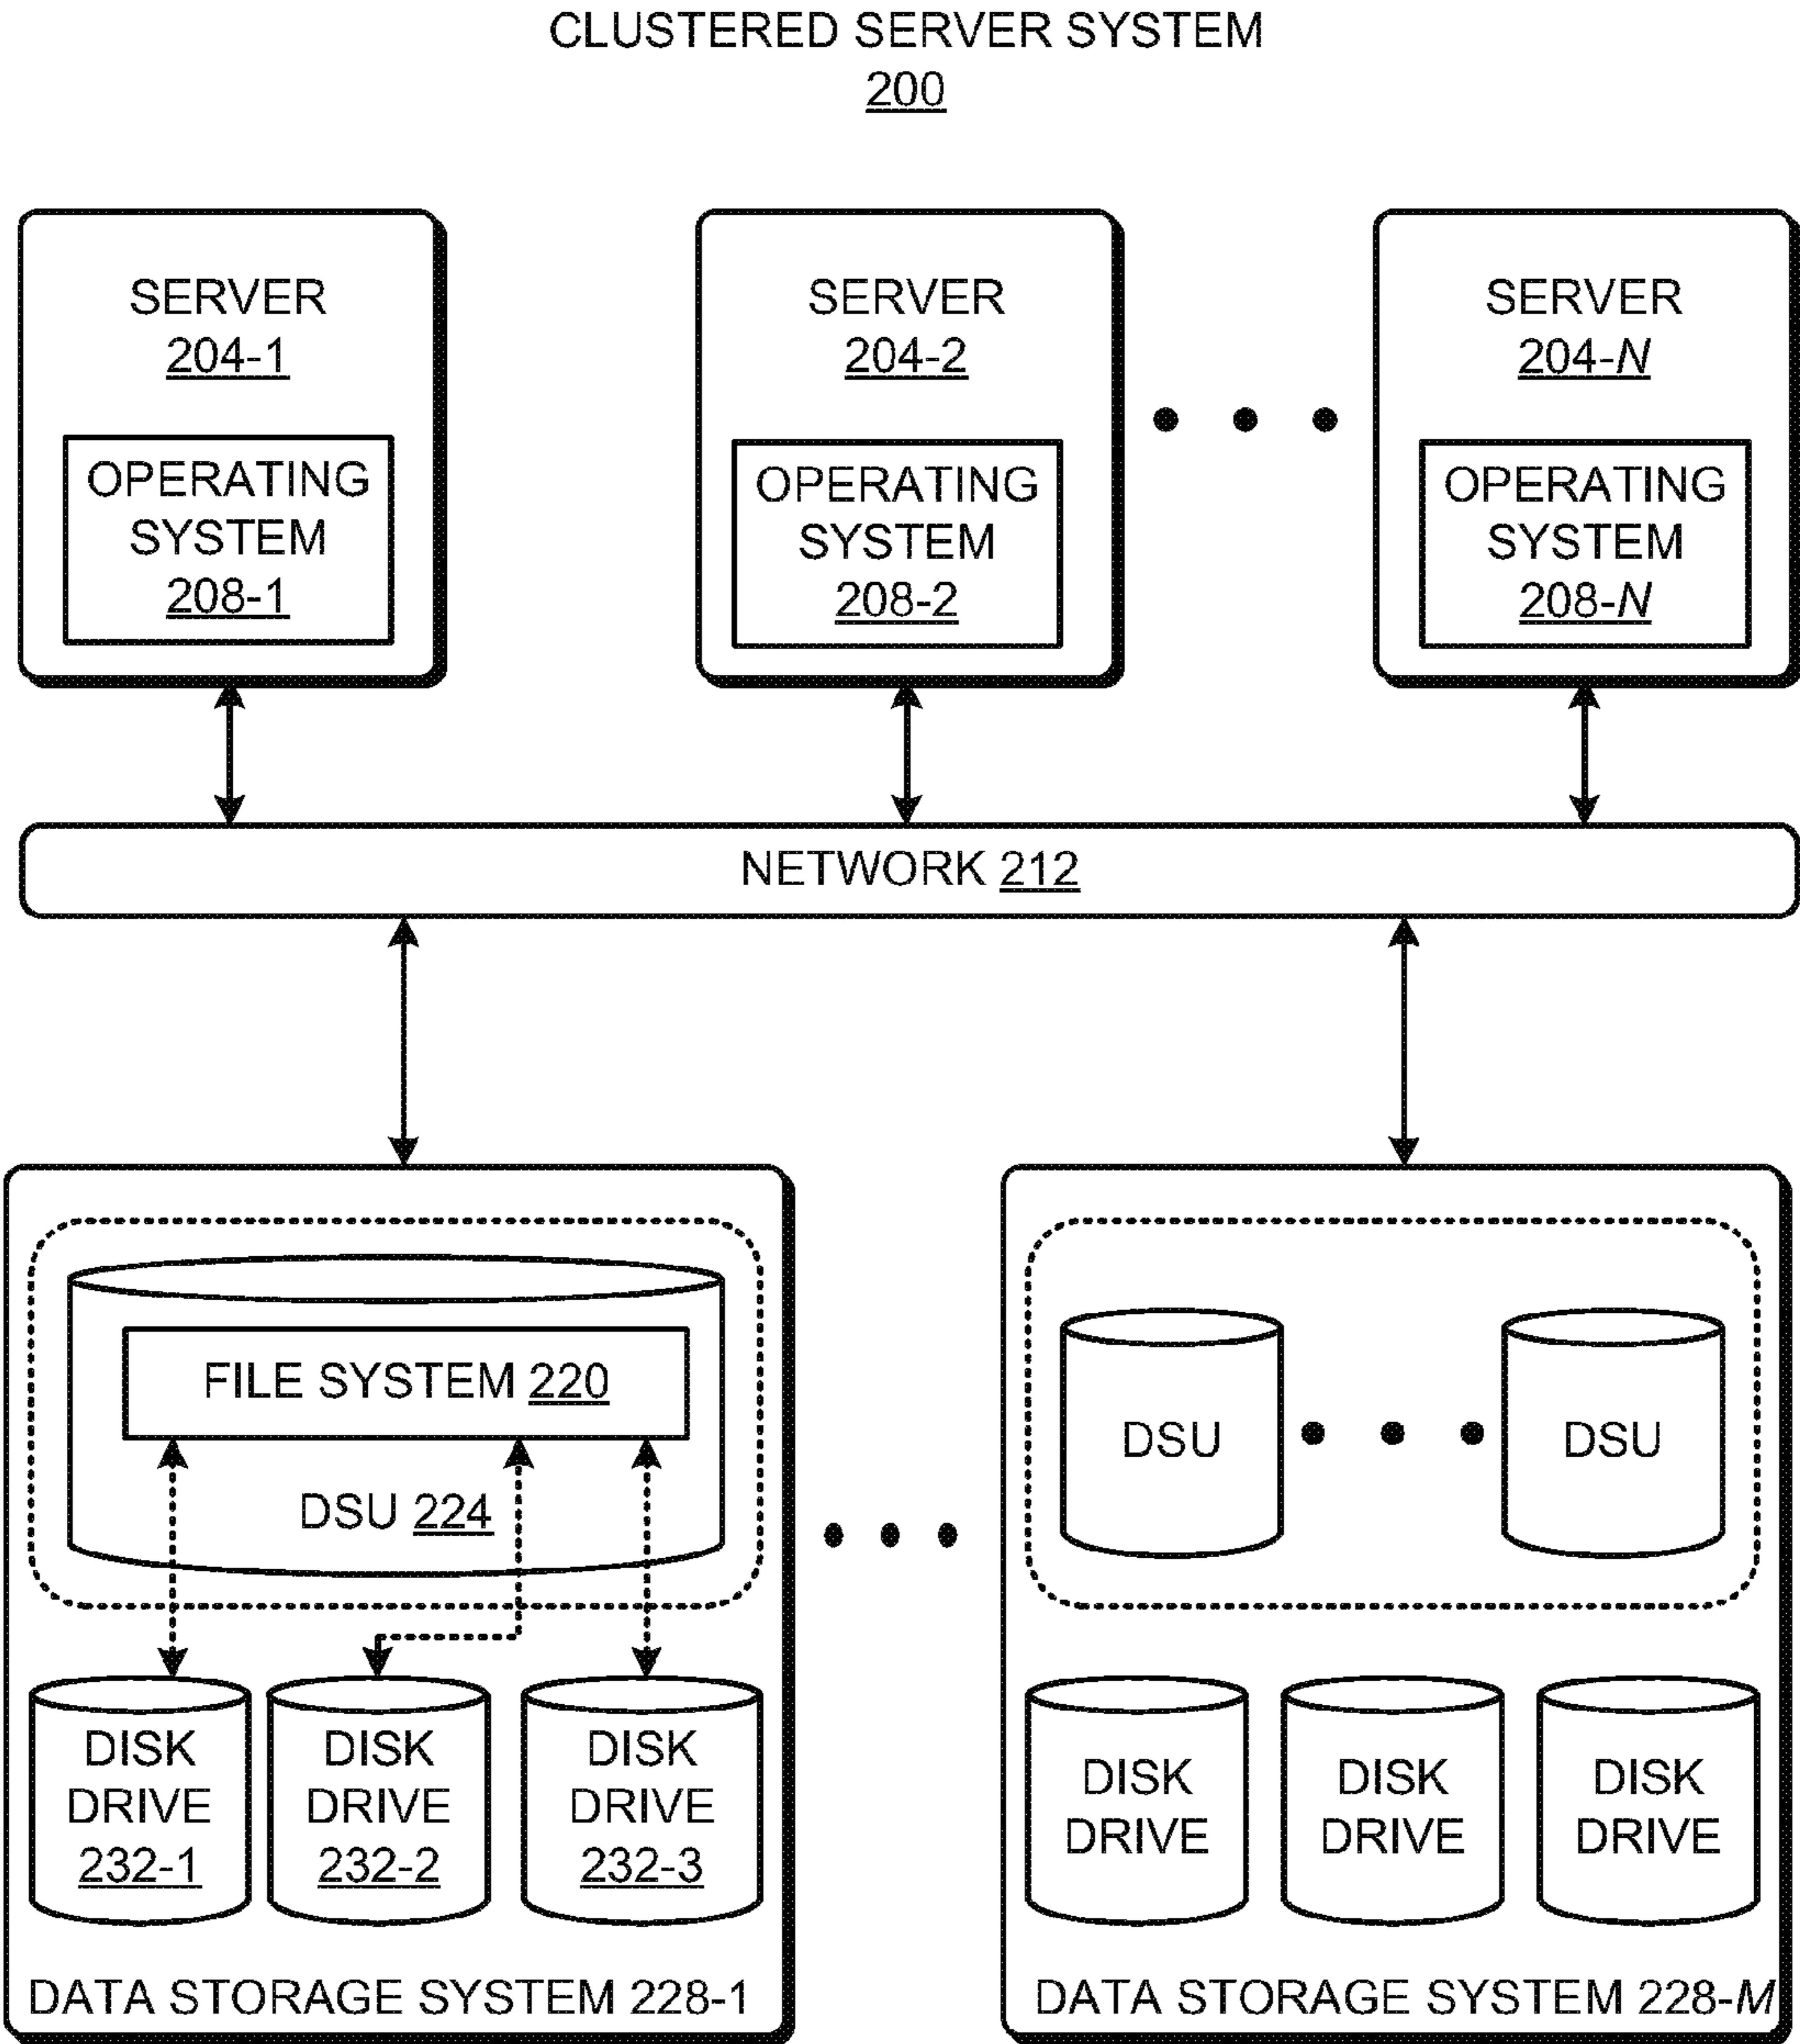 CLUSTERED SERVER SYSTEM
200
SERVER
204-1
OPERATING
SYSTEM
208-1
SERVER
204-2
OPERATING
SYSTEM
208-2
SERVER
204-N
OPERATING
SYSTEM
208-N
NETWORK 212
FILE SYSTEM 220
DSU 224
DISK
DRIVE
232-1
DISK
DRIVE
232-2
DISK
DRIVE
232-3
DATA STORAGE SYSTEM 228-1
DSU
DSU
DISK
DRIVE
DISK
DRIVE
DISK
DRIVE
DATA STORAGE SYSTEM 228-M